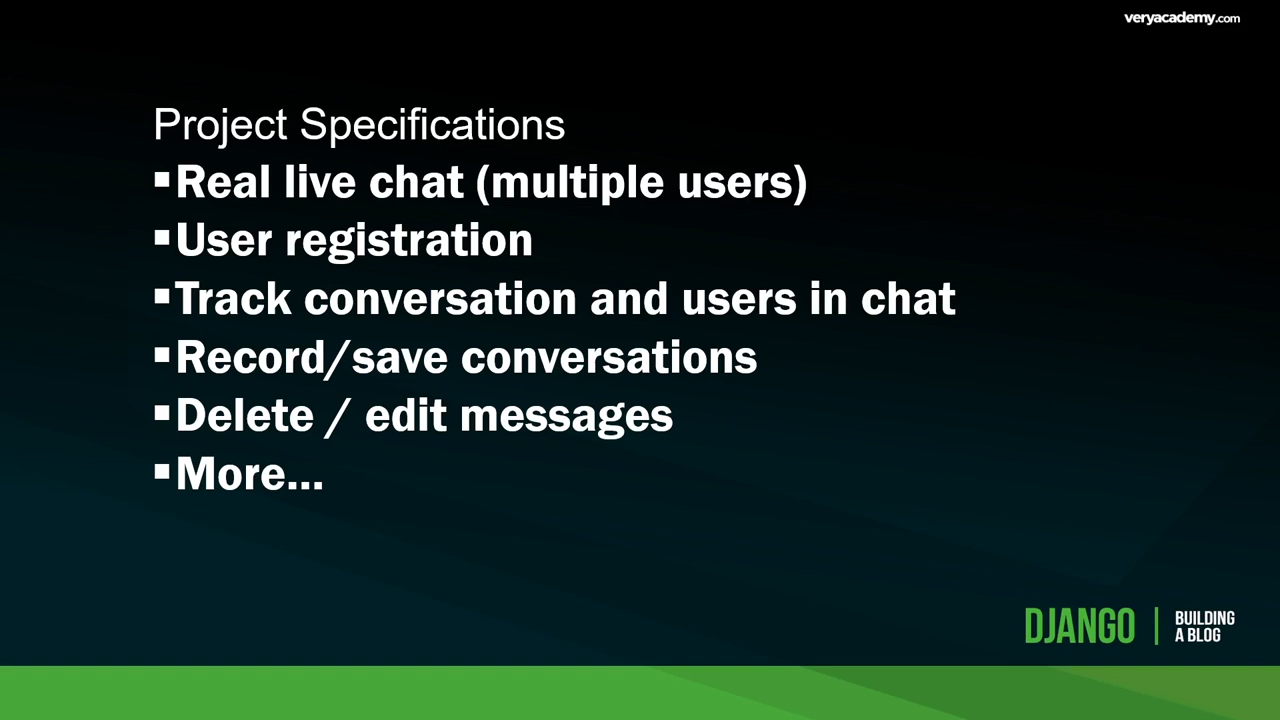 veryacademy.com
Project Specifications
▪Real live chat (multiple users)
▪User registration
▪Track conversation and users in chat
▪Record/save conversations
▪Delete / edit messages
▪More...
DJANGO | BUILDING
A BLOG